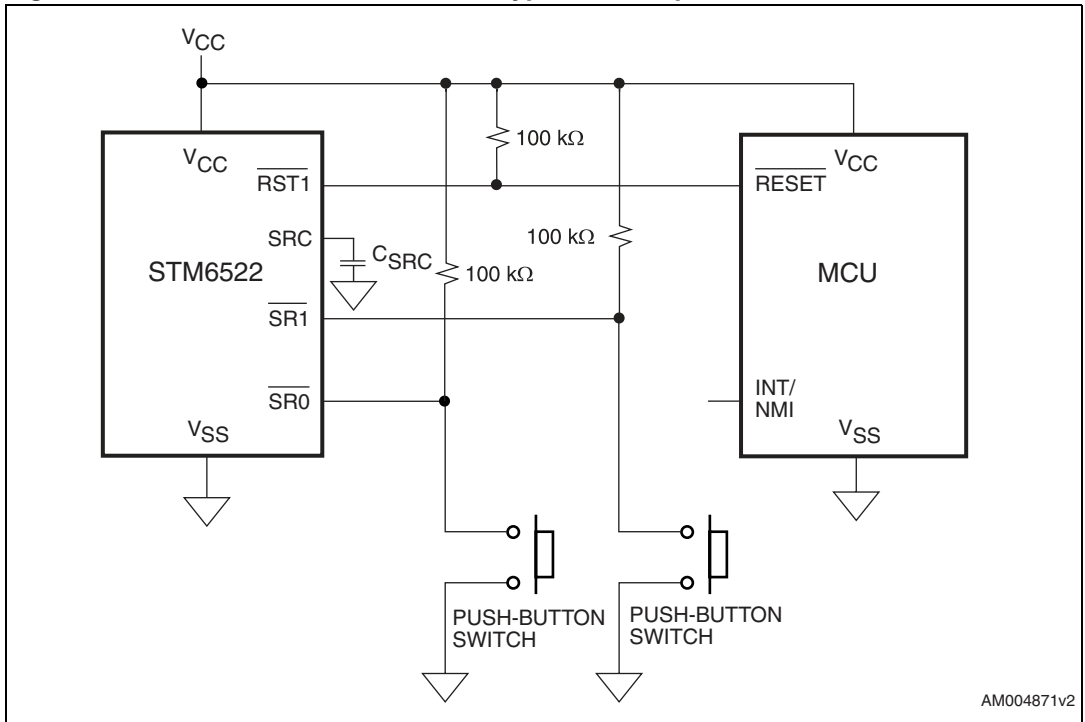 VCC
VCC
RST1
SRC
STM6522
SR1
SR0
VSS
CSRC
100 kΩ
100 kΩ
100 kΩ
VCC
RESET
MCU
INT/
NMI
VSS
PUSH-BUTTON
SWITCH
PUSH-BUTTON
SWITCH
AM004871v2